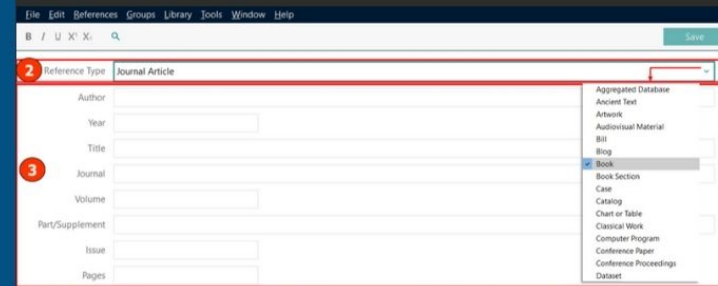 File Edit References Groups Library Tools Window Help
B I U X¹ X₁ Save
2 Reference Type Journal Article
Author
Year
Title
3 Journal
Volume
Part/Supplement
Issue
Pages
Aggregated Database
Ancient Text
Artwork
Audiovisual Material
Bill
Blog
Book
Book Section
Case
Catalog
Chart or Table
Classical Work
Computer Program
Conference Paper
Conference Proceedings
Dataset